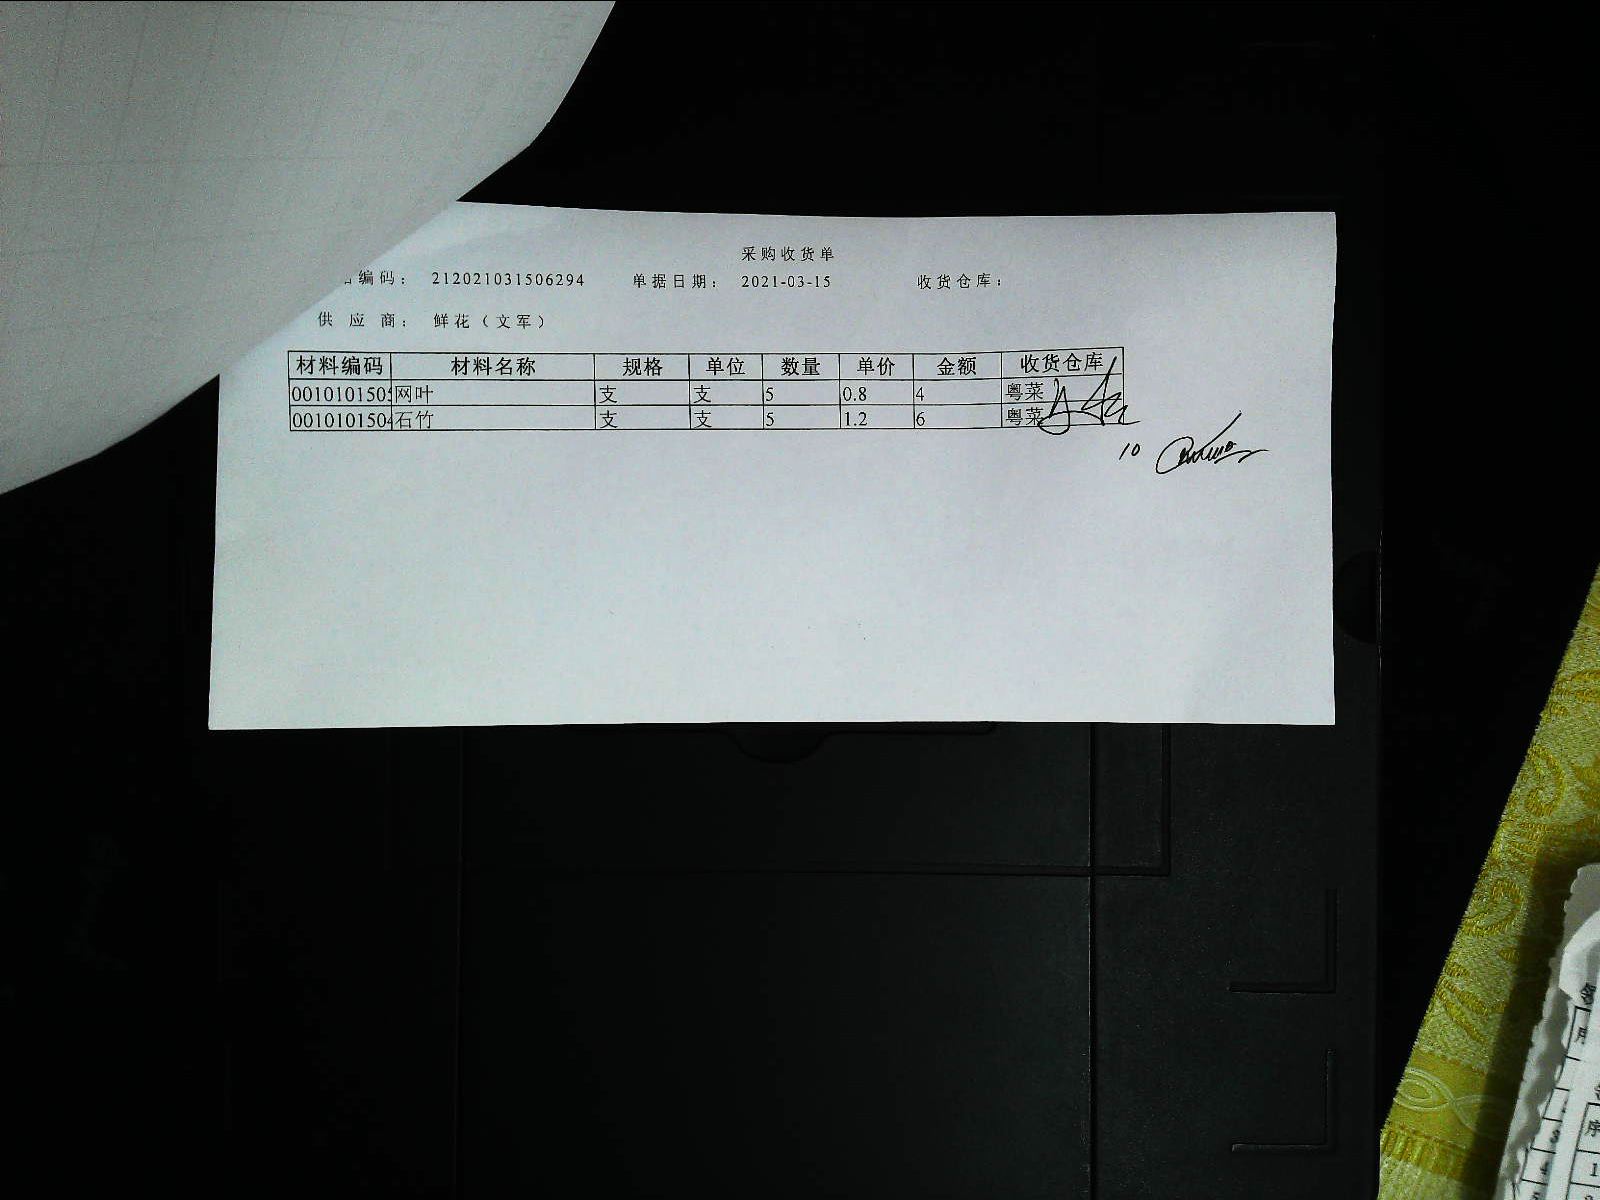 采购收货单
编码： 212021031506294 单据日期： 2021-03-15 收货仓库：
供应商： 鲜花（文军）
材料编码 材料名称 规格 单位 数量 单价 金额 收货仓库
0010101505 网叶 支 支 5 0.8 4 粤菜
0010101504 石竹 支 支 5 1.2 6 粤菜
10